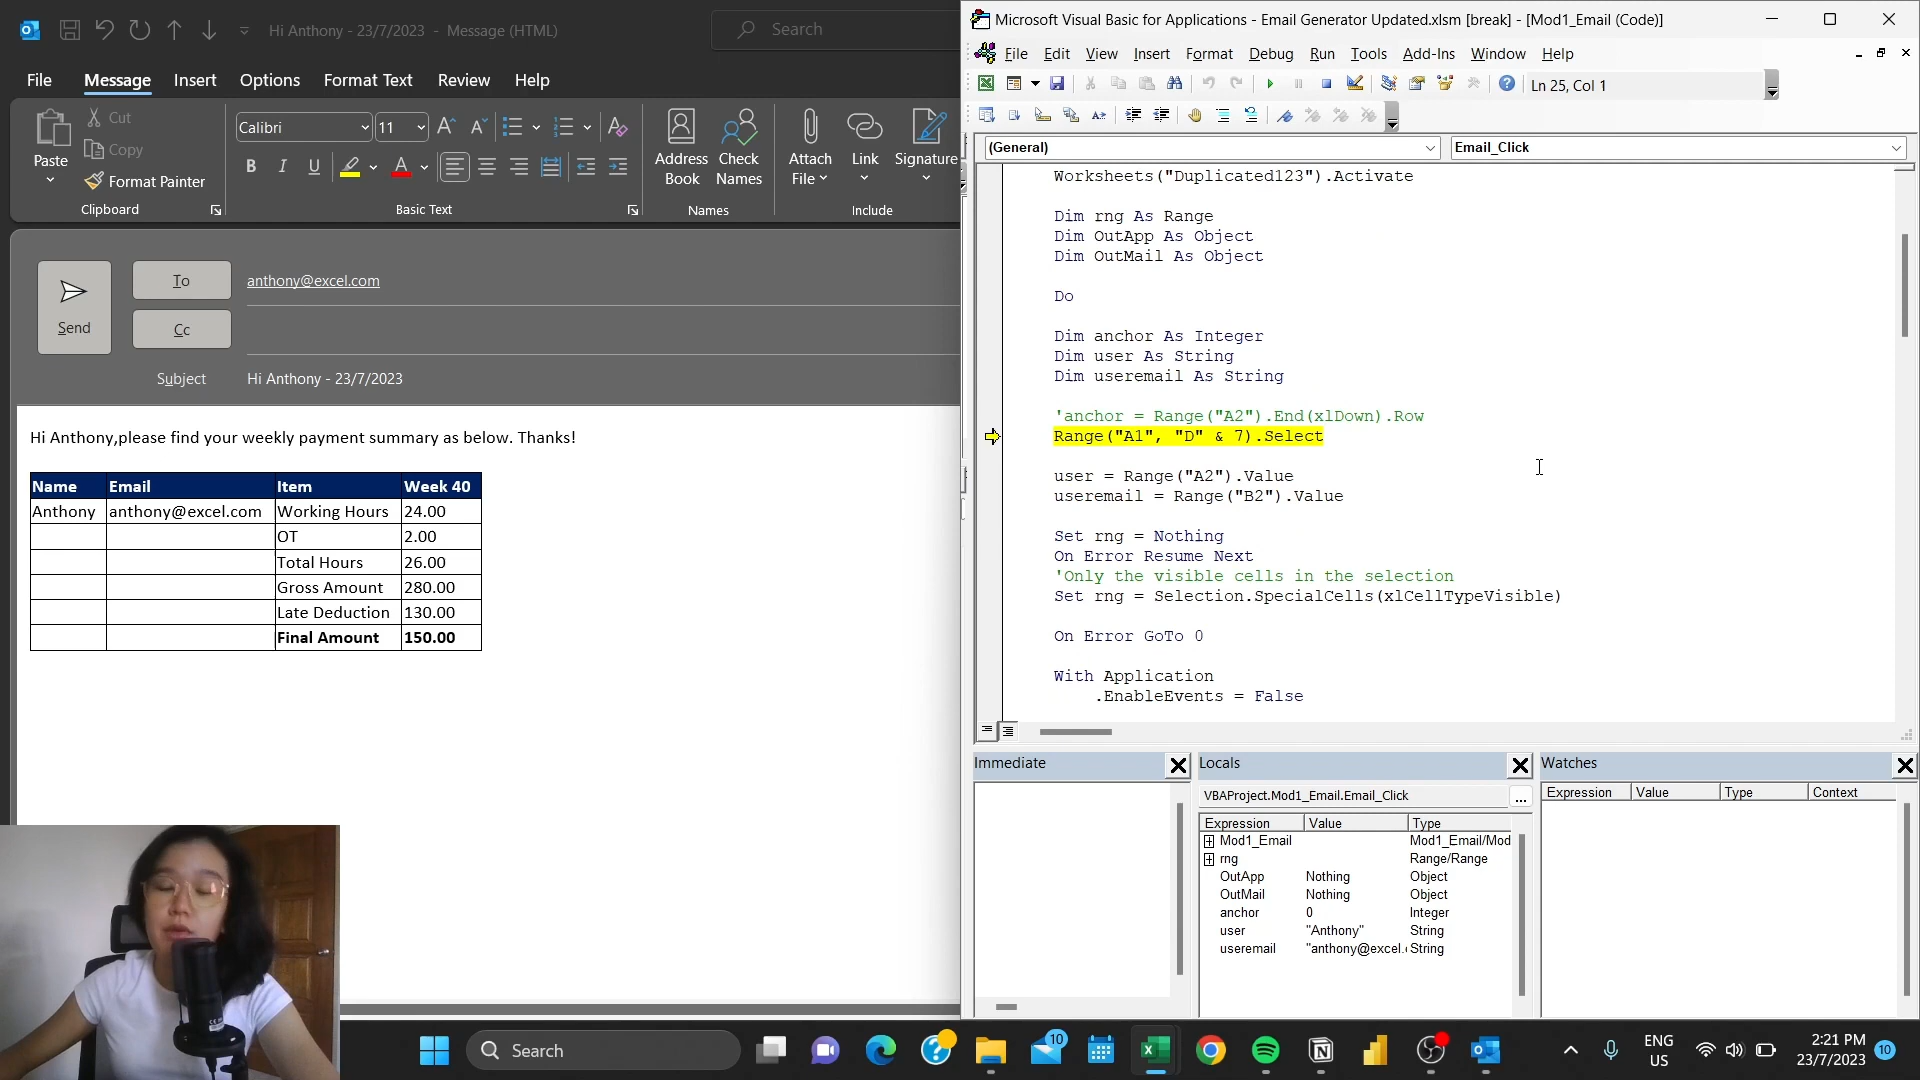 Hi Anthony - 23/7/2023 - Message (HTML)
Search
File Message Insert Options Format Text Review Help
Paste
Cut
Copy
Format Painter
Clipboard
Calibri 11
B I U
Basic Text
Address Book
Check Names
Names
Attach File
Link
Signature
Include
Send
To
anthony@excel.com
Cc
Subject
Hi Anthony - 23/7/2023
Hi Anthony,please find your weekly payment summary as below. Thanks!
Name Email Item Week 40
Anthony anthony@excel.com Working Hours 24.00
OT 2.00
Total Hours 26.00
Gross Amount 280.00
Late Deduction 130.00
Final Amount 150.00
Microsoft Visual Basic for Applications - Email Generator Updated.xlsm [break] - [Mod1_Email (Code)]
File Edit View Insert Format Debug Run Tools Add-Ins Window Help
Ln 25, Col 1
(General) Email_Click
Worksheets("Duplicated123").Activate
Dim rng As Range
Dim OutApp As Object
Dim OutMail As Object
Do
Dim anchor As Integer
Dim user As String
Dim useremail As String
'anchor = Range("A2").End(xlDown).Row
Range("A1", "D" & 7).Select
user = Range("A2").Value
useremail = Range("B2").Value
Set rng = Nothing
On Error Resume Next
'Only the visible cells in the selection
Set rng = Selection.SpecialCells(xlCellTypeVisible)
On Error GoTo 0
With Application
.EnableEvents = False
Immediate
Locals
VBAProject.Mod1_Email.Email_Click
...
Expression Value Type
Mod1_Email Mod1_Email/Mod
rng Range/Range
OutApp Nothing Object
OutMail Nothing Object
anchor 0 Integer
user "Anthony" String
useremail "anthony@excel.c String
Watches
Expression Value Type Context
Search
10
ENG
US
2:21 PM
23/7/2023
10